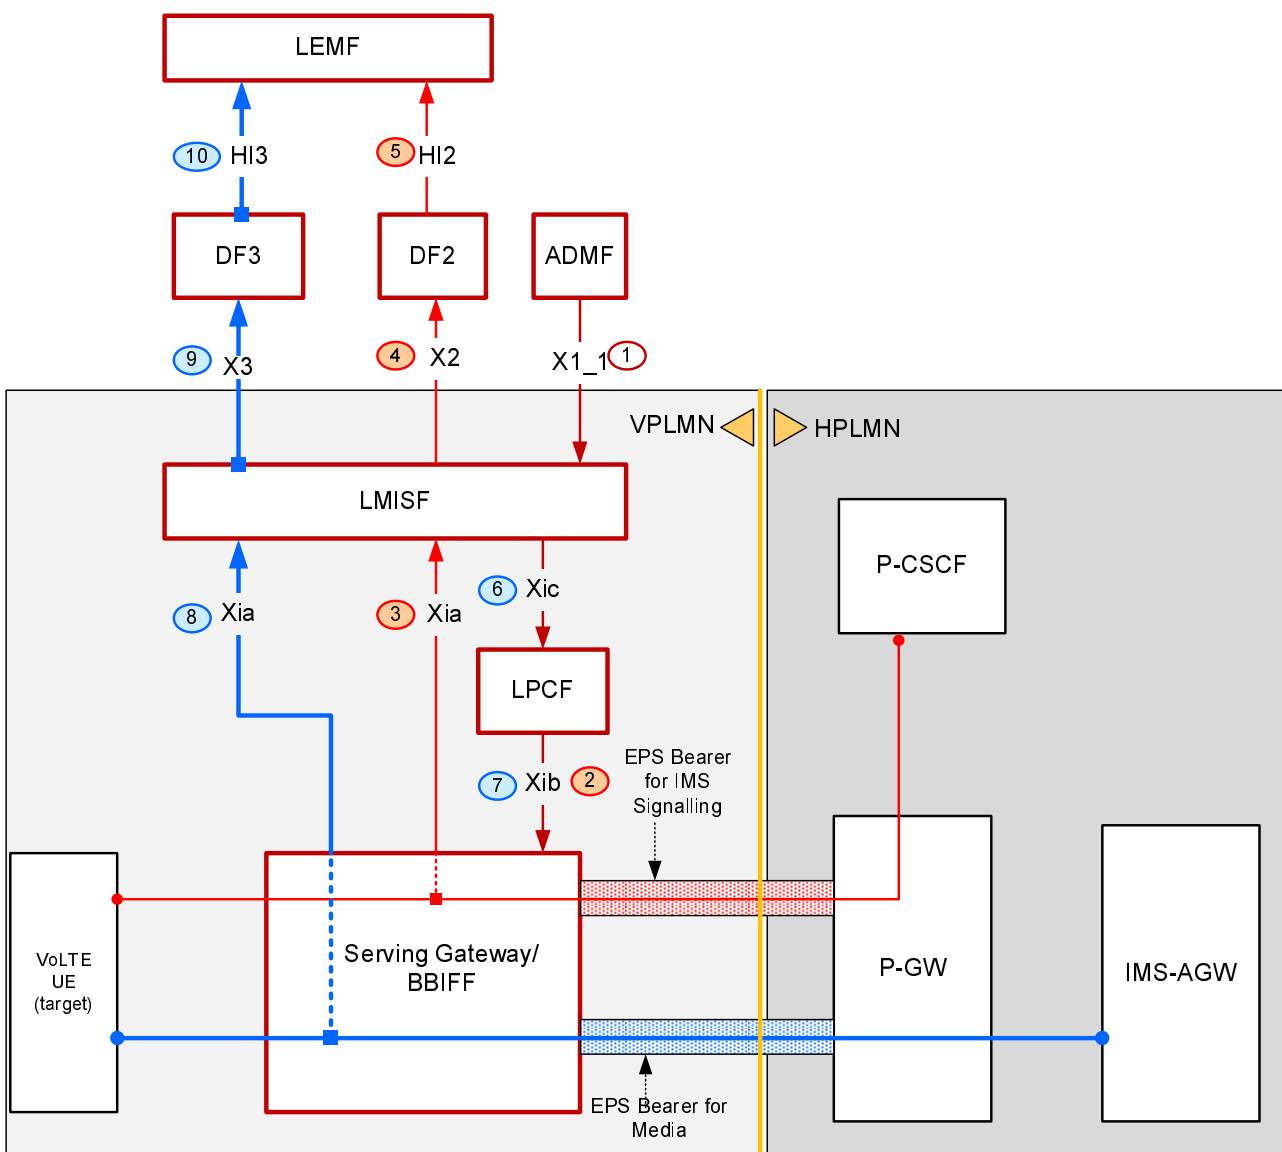 LEMF
10 HI3
5 HI2
DF3
DF2
ADMF
9 X3
4 X2
X1_1 1
VPLMN
HPLMN
LMISF
P-CSCF
8 Xia
3 Xia
6 Xic
LPCF
7 Xib 2
EPS Bearer
for IMS
Signalling
VoLTE
UE
(target)
Serving Gateway/
BBIFF
P-GW
IMS-AGW
EPS Bearer for
Media